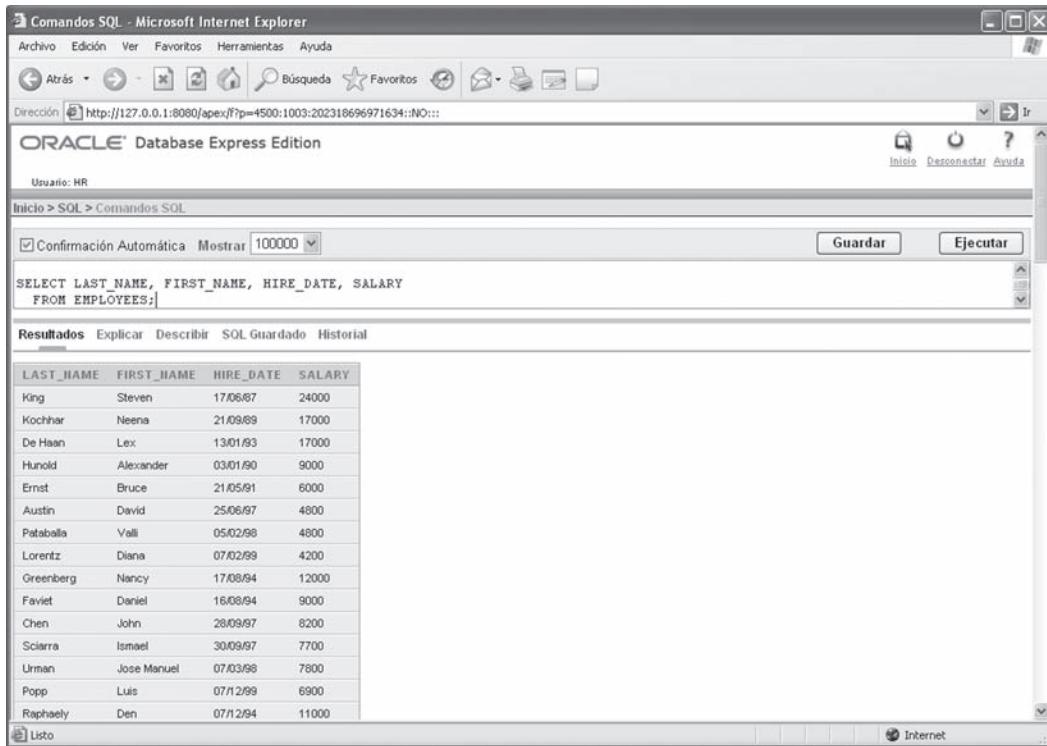 Comandos SQL - Microsoft Internet Explorer
Archivo Edición Ver Favoritos Herramientas Ayuda
Atrás Búsqueda Favoritos
Dirección http://127.0.0.1:8080/apex/f?p=4500:1003:202318696971634::NO::: Ir
ORACLE Database Express Edition
Inicio Desconectar Ayuda
Usuario: HR
Inicio > SQL > Comandos SQL
Confirmación Automática Mostrar 100000 Guardar Ejecutar
SELECT LAST_NAME, FIRST_NAME, HIRE_DATE, SALARY
FROM EMPLOYEES;
Resultados Explicar Describir SQL Guardado Historial
LAST_NAME FIRST_NAME HIRE_DATE SALARY
King Steven 17/06/87 24000
Kochhar Neena 21/09/89 17000
De Haan Lex 13/01/93 17000
Hunold Alexander 03/01/90 9000
Ernst Bruce 21/05/91 6000
Austin David 25/06/97 4800
Pataballa Valli 05/02/98 4800
Lorentz Diana 07/02/99 4200
Greenberg Nancy 17/08/94 12000
Faviet Daniel 16/08/94 9000
Chen John 28/09/97 8200
Sciarra Ismael 30/09/97 7700
Urman Jose Manuel 07/03/98 7800
Popp Luis 07/12/99 6900
Raphaely Den 07/12/94 11000
Listo Internet